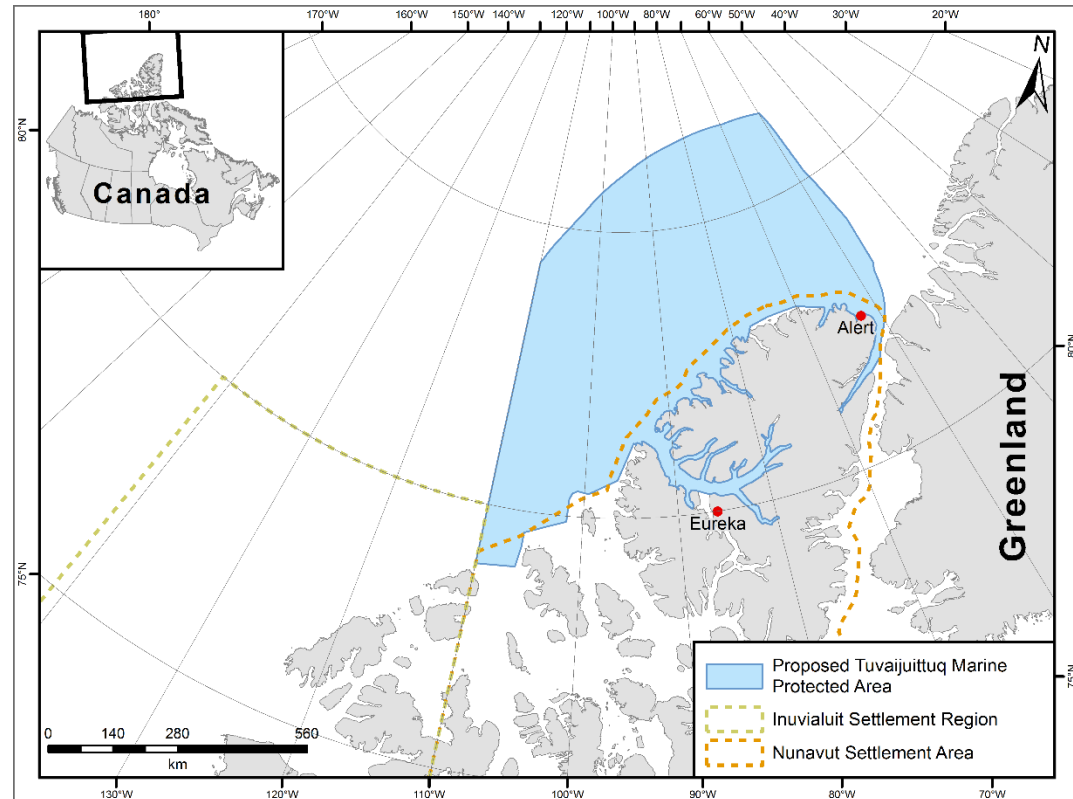 180° 170°W 160°W 150°W 140°W 130°W 120°W 110°W 100°W 90°W 80°W 70°W 60°W 50°W 40°W 30°W 20°W
N
80°N
Canada
Alert
80°N
Greenland
Eureka
75°N
75°N
Proposed Tuvaijuittuq Marine
Protected Area
Inuvialuit Settlement Region
Nunavut Settlement Area
0 140 280 560
km
130°W 120°W 110°W 100°W 90°W 80°W 70°W